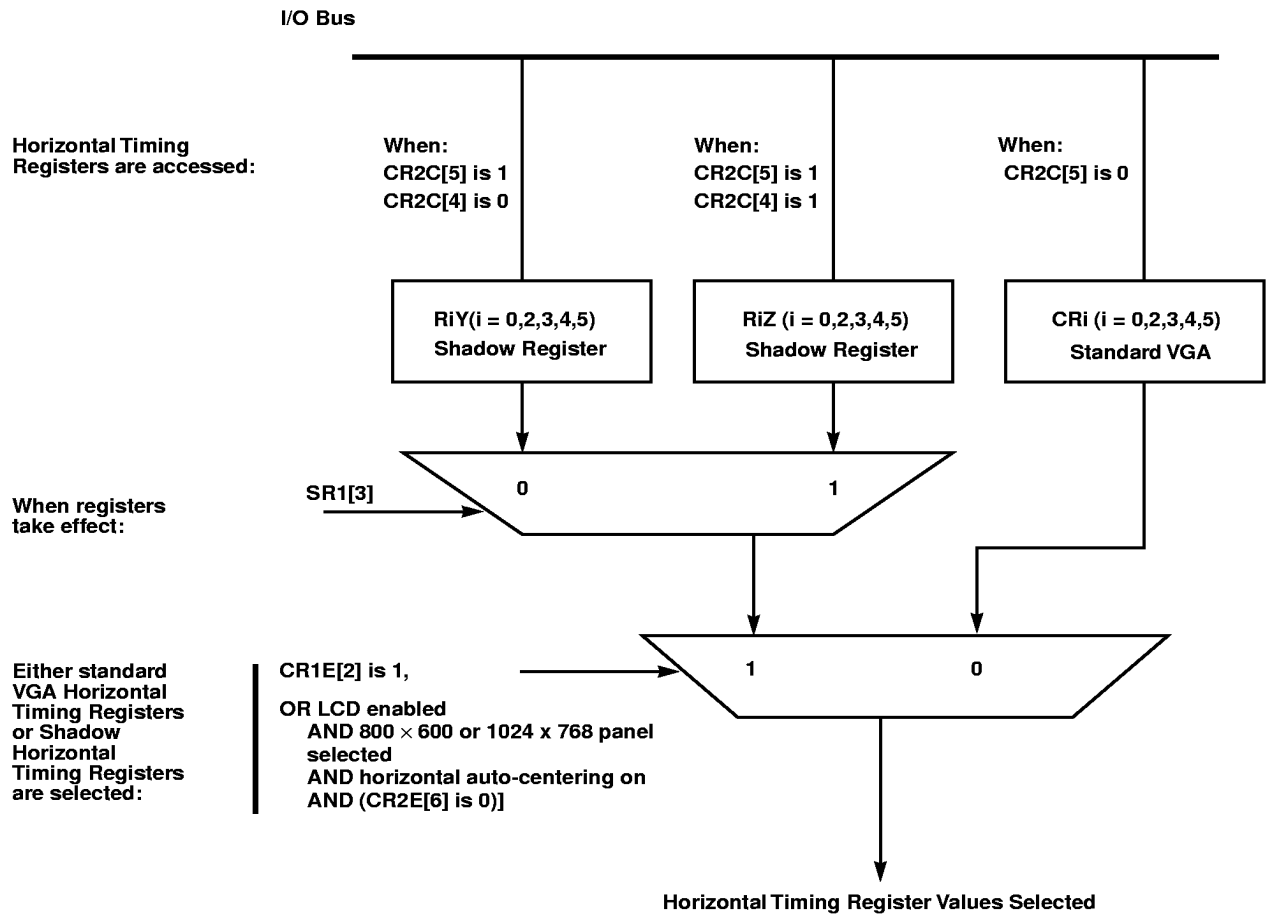 I/O Bus
Horizontal Timing
Registers are accessed:
When:
CR2C[5] is 1
CR2C[4] is 0
When:
CR2C[5] is 1
CR2C[4] is 1
When:
CR2C[5] is 0
RiY(i = 0,2,3,4,5)
Shadow Register
RiZ (i = 0,2,3,4,5)
Shadow Register
CRi (i = 0,2,3,4,5)
Standard VGA
When registers
take effect:
SR1[3]
0
1
Either standard
VGA Horizontal
Timing Registers
or Shadow
Horizontal
Timing Registers
are selected:
CR1E[2] is 1,
OR LCD enabled
AND 800 × 600 or 1024 x 768 panel
selected
AND horizontal auto-centering on
AND (CR2E[6] is 0)]
1
0
Horizontal Timing Register Values Selected